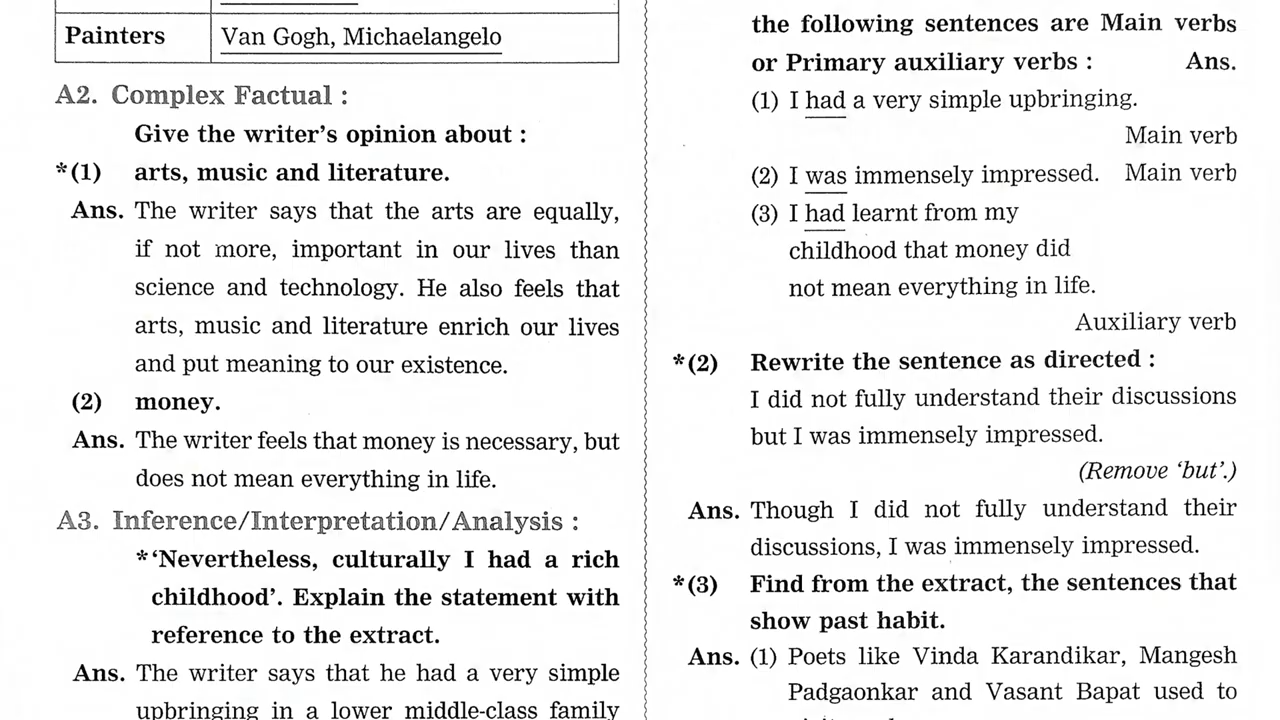 Painters
Van Gogh, Michaelangelo
A2. Complex Factual :
Give the writer's opinion about :
*(1) arts, music and literature.
Ans. The writer says that the arts are equally,
if not more, important in our lives than
science and technology. He also feels that
arts, music and literature enrich our lives
and put meaning to our existence.
(2) money.
Ans. The writer feels that money is necessary, but
does not mean everything in life.
A3. Inference/Interpretation/Analysis :
*'Nevertheless, culturally I had a rich
childhood'. Explain the statement with
reference to the extract.
Ans. The writer says that he had a very simple
upbringing in a lower middle-class family
the following sentences are Main verbs
or Primary auxiliary verbs : Ans.
(1) I had a very simple upbringing.
Main verb
(2) I was immensely impressed. Main verb
(3) I had learnt from my
childhood that money did
not mean everything in life.
Auxiliary verb
*(2) Rewrite the sentence as directed :
I did not fully understand their discussions
but I was immensely impressed.
(Remove 'but'.)
Ans. Though I did not fully understand their
discussions, I was immensely impressed.
*(3) Find from the extract, the sentences that
show past habit.
Ans. (1) Poets like Vinda Karandikar, Mangesh
Padgaonkar and Vasant Bapat used to